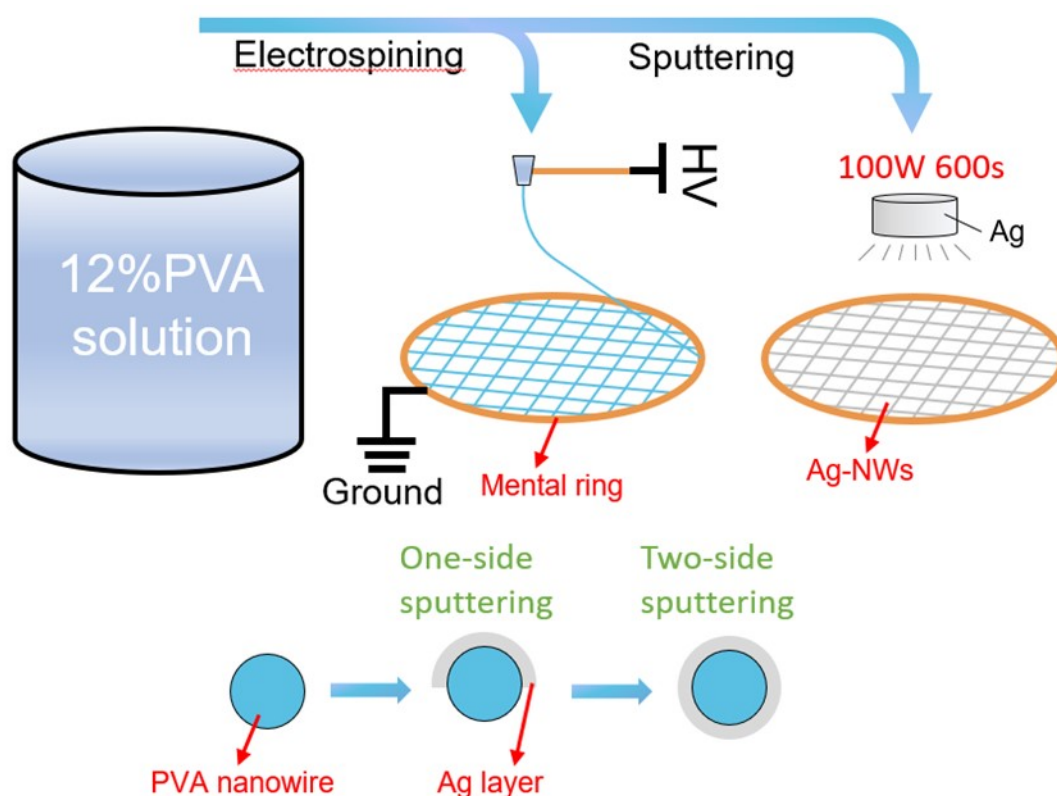 Electrospining
Sputtering
12%PVA
solution
HV
100W 600s
Ag
Ground
Mental ring
Ag-NWs
One-side
sputtering
Two-side
sputtering
PVA nanowire
Ag layer